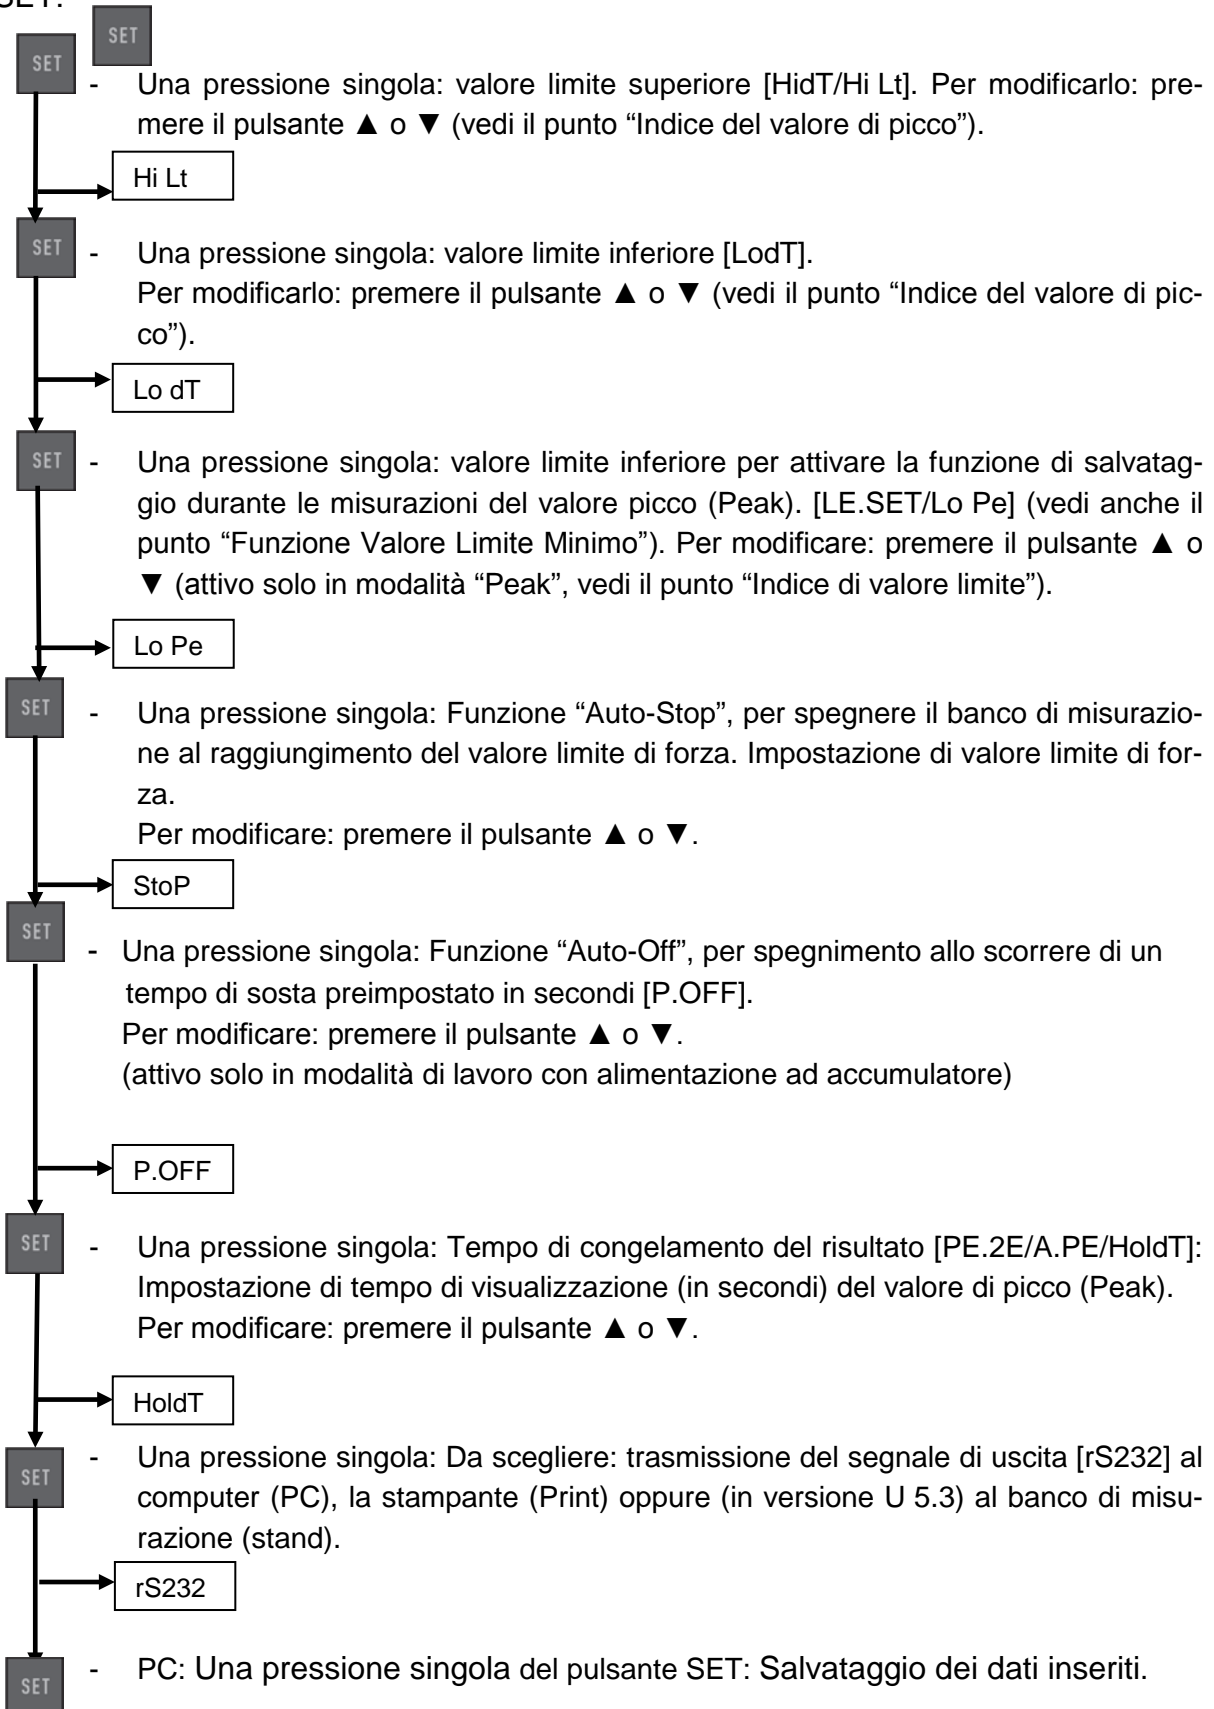 SET:
SET
SET
- Una pressione singola: valore limite superiore [HidT/Hi Lt]. Per modificarlo: pre-
mere il pulsante ▲ o ▼ (vedi il punto “Indice del valore di picco”).
Hi Lt
SET
- Una pressione singola: valore limite inferiore [LodT].
Per modificarlo: premere il pulsante ▲ o ▼ (vedi il punto “Indice del valore di pic-
co”).
Lo dT
SET
- Una pressione singola: valore limite inferiore per attivare la funzione di salvatag-
gio durante le misurazioni del valore picco (Peak). [LE.SET/Lo Pe] (vedi anche il
punto “Funzione Valore Limite Minimo”). Per modificare: premere il pulsante ▲ o
▼ (attivo solo in modalità “Peak”, vedi il punto “Indice di valore limite”).
Lo Pe
SET
- Una pressione singola: Funzione “Auto-Stop”, per spegnere il banco di misurazio-
ne al raggiungimento del valore limite di forza. Impostazione di valore limite di for-
za.
Per modificare: premere il pulsante ▲ o ▼.
StoP
SET
- Una pressione singola: Funzione “Auto-Off”, per spegnimento allo scorrere di un
tempo di sosta preimpostato in secondi [P.OFF].
Per modificare: premere il pulsante ▲ o ▼.
(attivo solo in modalità di lavoro con alimentazione ad accumulatore)
P.OFF
SET
- Una pressione singola: Tempo di congelamento del risultato [PE.2E/A.PE/HoldT]:
Impostazione di tempo di visualizzazione (in secondi) del valore di picco (Peak).
Per modificare: premere il pulsante ▲ o ▼.
HoldT
SET
- Una pressione singola: Da scegliere: trasmissione del segnale di uscita [rS232] al
computer (PC), la stampante (Print) oppure (in versione U 5.3) al banco di misu-
razione (stand).
rS232
SET
- PC: Una pressione singola del pulsante SET: Salvataggio dei dati inseriti.